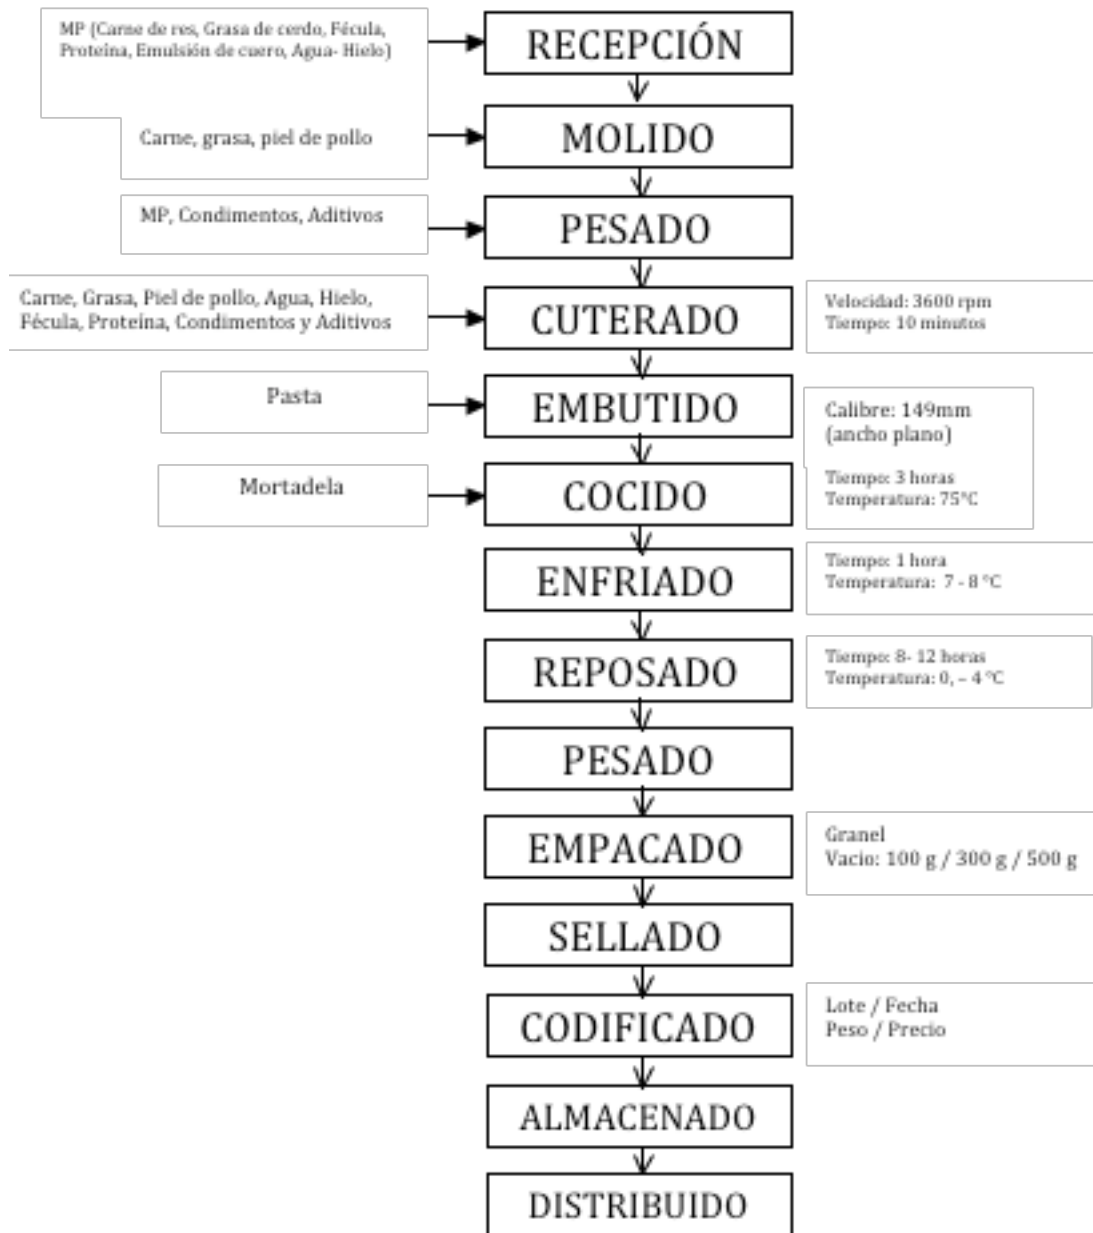 MP (Carne de res, Grasa de cerdo, Fécula,
Proteína, Emulsión de cuero, Agua- Hielo)
RECEPCIÓN
Carne, grasa, piel de pollo
MOLIDO
MP, Condimentos, Aditivos
PESADO
Carne, Grasa, Piel de pollo, Agua, Hielo,
Fécula, Proteína, Condimentos y Aditivos
CUTERADO
Velocidad: 3600 rpm
Tiempo: 10 minutos
Pasta
EMBUTIDO
Calibre: 149mm
(ancho plano)
Mortadela
COCIDO
Tiempo: 3 horas
Temperatura: 75°C
ENFRIADO
Tiempo: 1 hora
Temperatura: 7 - 8 °C
REPOSADO
Tiempo: 8- 12 horas
Temperatura: 0, – 4 °C
PESADO
EMPACADO
Granel
Vacio: 100 g / 300 g / 500 g
SELLADO
CODIFICADO
Lote / Fecha
Peso / Precio
ALMACENADO
DISTRIBUIDO